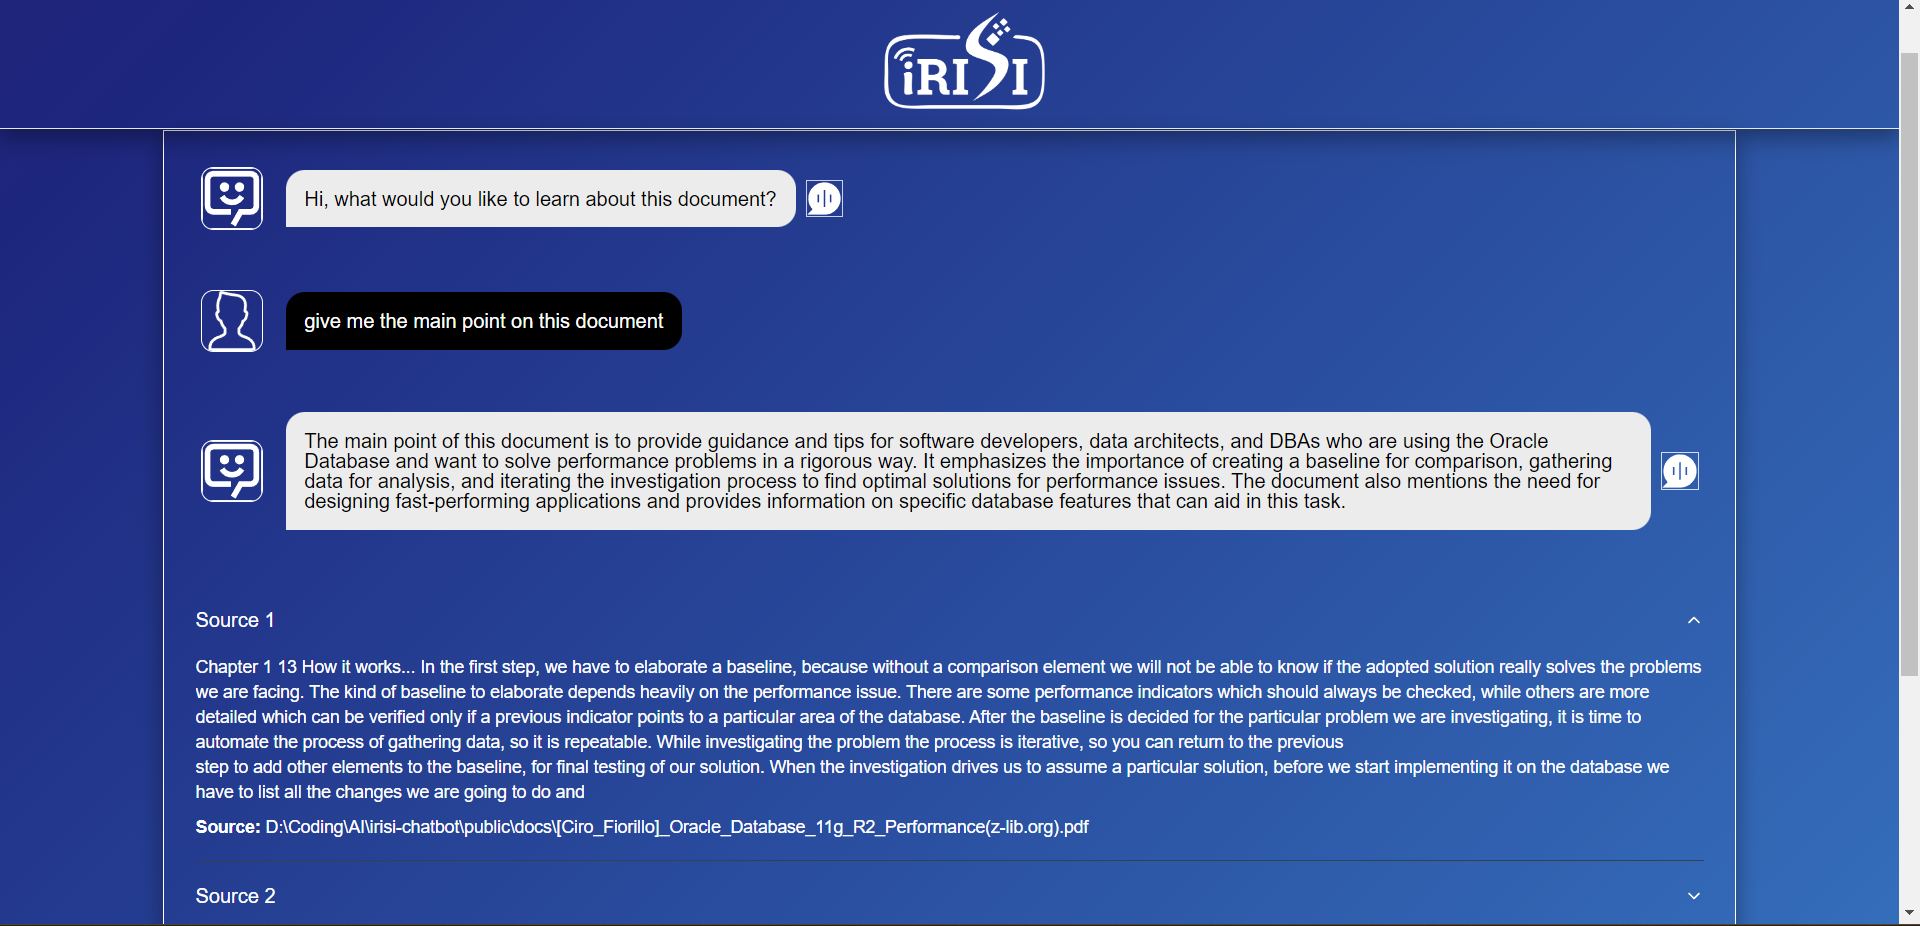 iRISI
Hi, what would you like to learn about this document?
give me the main point on this document
The main point of this document is to provide guidance and tips for software developers, data architects, and DBAs who are using the Oracle
Database and want to solve performance problems in a rigorous way. It emphasizes the importance of creating a baseline for comparison, gathering
data for analysis, and iterating the investigation process to find optimal solutions for performance issues. The document also mentions the need for
designing fast-performing applications and provides information on specific database features that can aid in this task.
Source 1
Chapter 1 13 How it works... In the first step, we have to elaborate a baseline, because without a comparison element we will not be able to know if the adopted solution really solves the problems
we are facing. The kind of baseline to elaborate depends heavily on the performance issue. There are some performance indicators which should always be checked, while others are more
detailed which can be verified only if a previous indicator points to a particular area of the database. After the baseline is decided for the particular problem we are investigating, it is time to
automate the process of gathering data, so it is repeatable. While investigating the problem the process is iterative, so you can return to the previous
step to add other elements to the baseline, for final testing of our solution. When the investigation drives us to assume a particular solution, before we start implementing it on the database we
have to list all the changes we are going to do and
Source: D:\Coding\AI\irisi-chatbot\public\docs\[Ciro_Fiorillo]_Oracle_Database_11g_R2_Performance(z-lib.org).pdf
Source 2